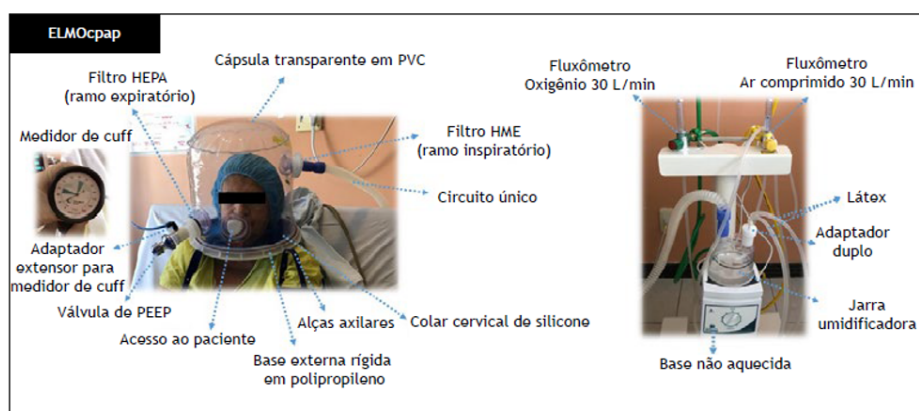 ELMOcpap
Cápsula transparente em PVC
Filtro HEPA
(ramo expiratório)
Medidor de cuff
Filtro HME
(ramo inspiratório)
Circuito único
Adaptador
extensor para
medidor de cuff
Válvula de PEEP
Acesso ao paciente
Alças axilares
Colar cervical de silicone
Base externa rígida
em polipropileno
Fluxômetro
Oxigênio 30 L/min
Fluxômetro
Ar comprimido 30 L/min
Látex
Adaptador
duplo
Jarra
umidificadora
Base não aquecida